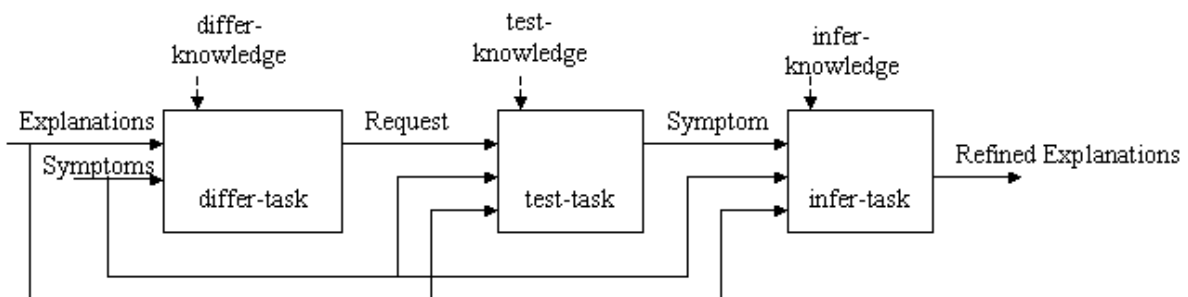 differ-
knowledge
test-
knowledge
infer-
knowledge
Explanations
Request
Symptom
Refined Explanations
Symptoms
differ-task
test-task
infer-task